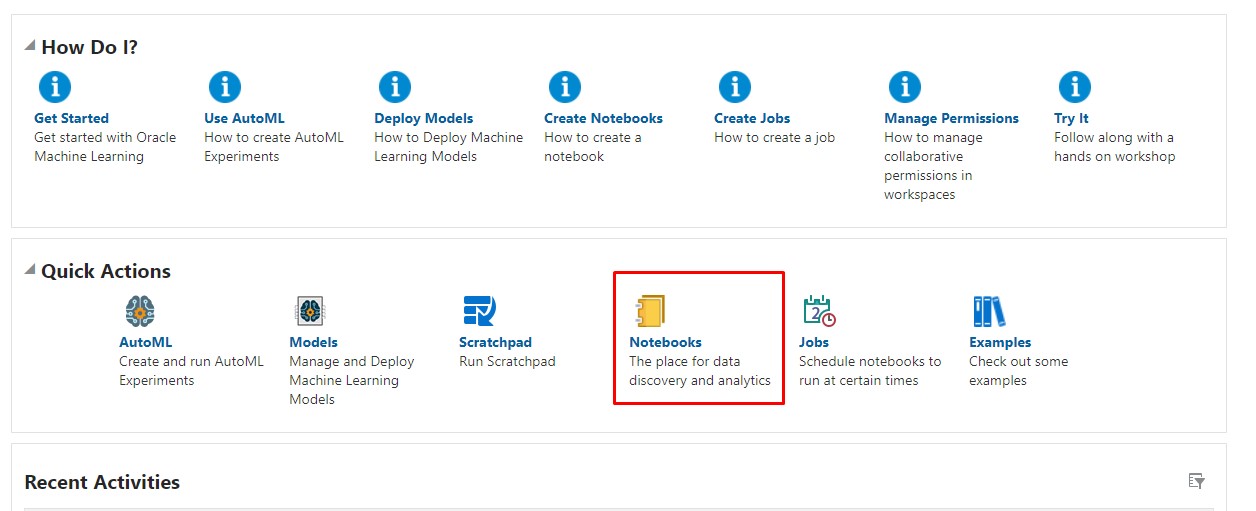 How Do I?
Get Started
Get started with Oracle
Machine Learning
Use AutoML
How to create AutoML
Experiments
Deploy Models
How to Deploy Machine
Learning Models
Create Notebooks
How to create a
notebook
Create Jobs
How to create a job
Manage Permissions
How to manage
collaborative
permissions in
workspaces
Try It
Follow along with a
hands on workshop
Quick Actions
AutoML
Create and run AutoML
Experiments
Models
Manage and Deploy
Machine Learning
Models
Scratchpad
Run Scratchpad
Notebooks
The place for data
discovery and analytics
2
Jobs
Schedule notebooks to
run at certain times
Examples
Check out some
examples
Recent Activities